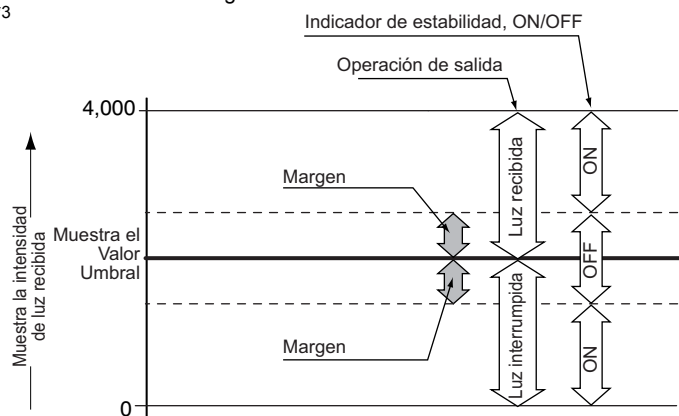 73
Indicador de estabilidad, ON/OFF
Operación de salida
4,000
Muestra la intensidad
de luz recibida
Margen
Luz recibida
ON
Muestra el
Valor
Umbral
OFF
Margen
Luz interrumpida
ON
0